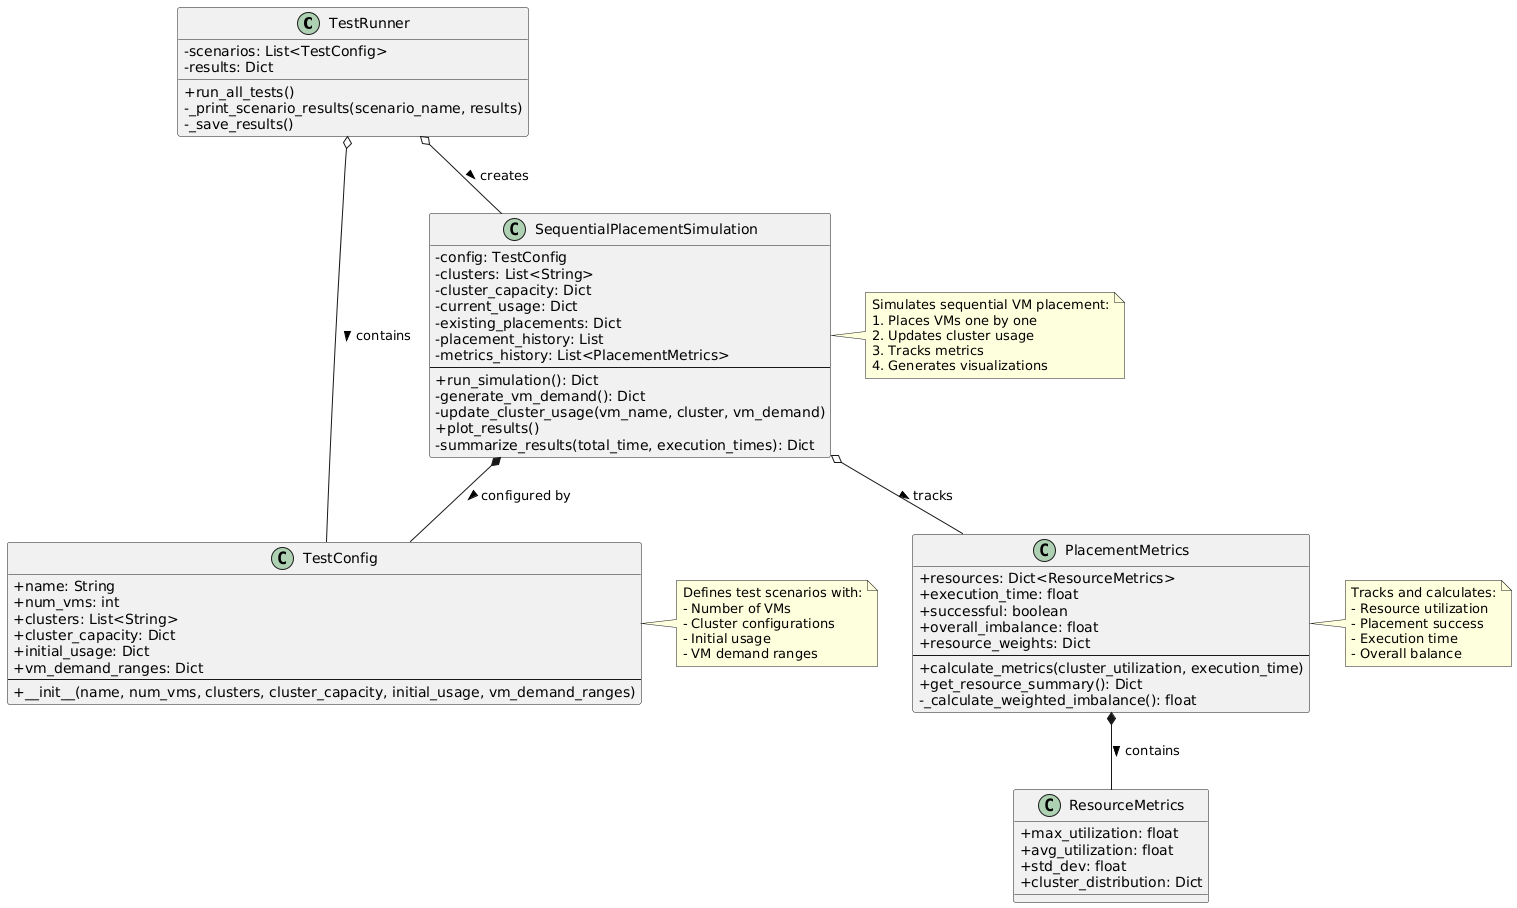 C TestRunner
-scenarios: List<TestConfig>
-results: Dict
+run_all_tests()
-_print_scenario_results(scenario_name, results)
-_save_results()
creates
C SequentialPlacementSimulation
-config: TestConfig
-clusters: List<String>
-cluster_capacity: Dict
-current_usage: Dict
-existing_placements: Dict
-placement_history: List
-metrics_history: List<PlacementMetrics>
+run_simulation(): Dict
-generate_vm_demand(): Dict
-update_cluster_usage(vm_name, cluster, vm_demand)
+plot_results()
-summarize_results(total_time, execution_times): Dict
Simulates sequential VM placement:
1. Places VMs one by one
2. Updates cluster usage
3. Tracks metrics
4. Generates visualizations
contains
configured by
tracks
C TestConfig
+name: String
+num_vms: int
+clusters: List<String>
+cluster_capacity: Dict
+initial_usage: Dict
+vm_demand_ranges: Dict
+__init__(name, num_vms, clusters, cluster_capacity, initial_usage, vm_demand_ranges)
Defines test scenarios with:
- Number of VMs
- Cluster configurations
- Initial usage
- VM demand ranges
C PlacementMetrics
+resources: Dict<ResourceMetrics>
+execution_time: float
+successful: boolean
+overall_imbalance: float
+resource_weights: Dict
+calculate_metrics(cluster_utilization, execution_time)
+get_resource_summary(): Dict
-_calculate_weighted_imbalance(): float
Tracks and calculates:
- Resource utilization
- Placement success
- Execution time
- Overall balance
contains
C ResourceMetrics
+max_utilization: float
+avg_utilization: float
+std_dev: float
+cluster_distribution: Dict